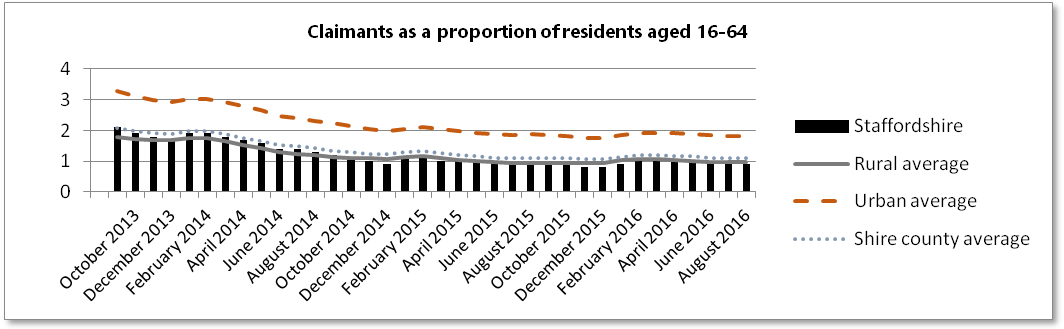 Claimants as a proportion of residents aged 16-64
4
3
2
1
0
October 2013
December 2013
February 2014
April 2014
June 2014
August 2014
October 2014
December 2014
February 2015
April 2015
June 2015
August 2015
October 2015
December 2015
February 2016
April 2016
June 2016
August 2016
Staffordshire
Rural average
Urban average
Shire county average